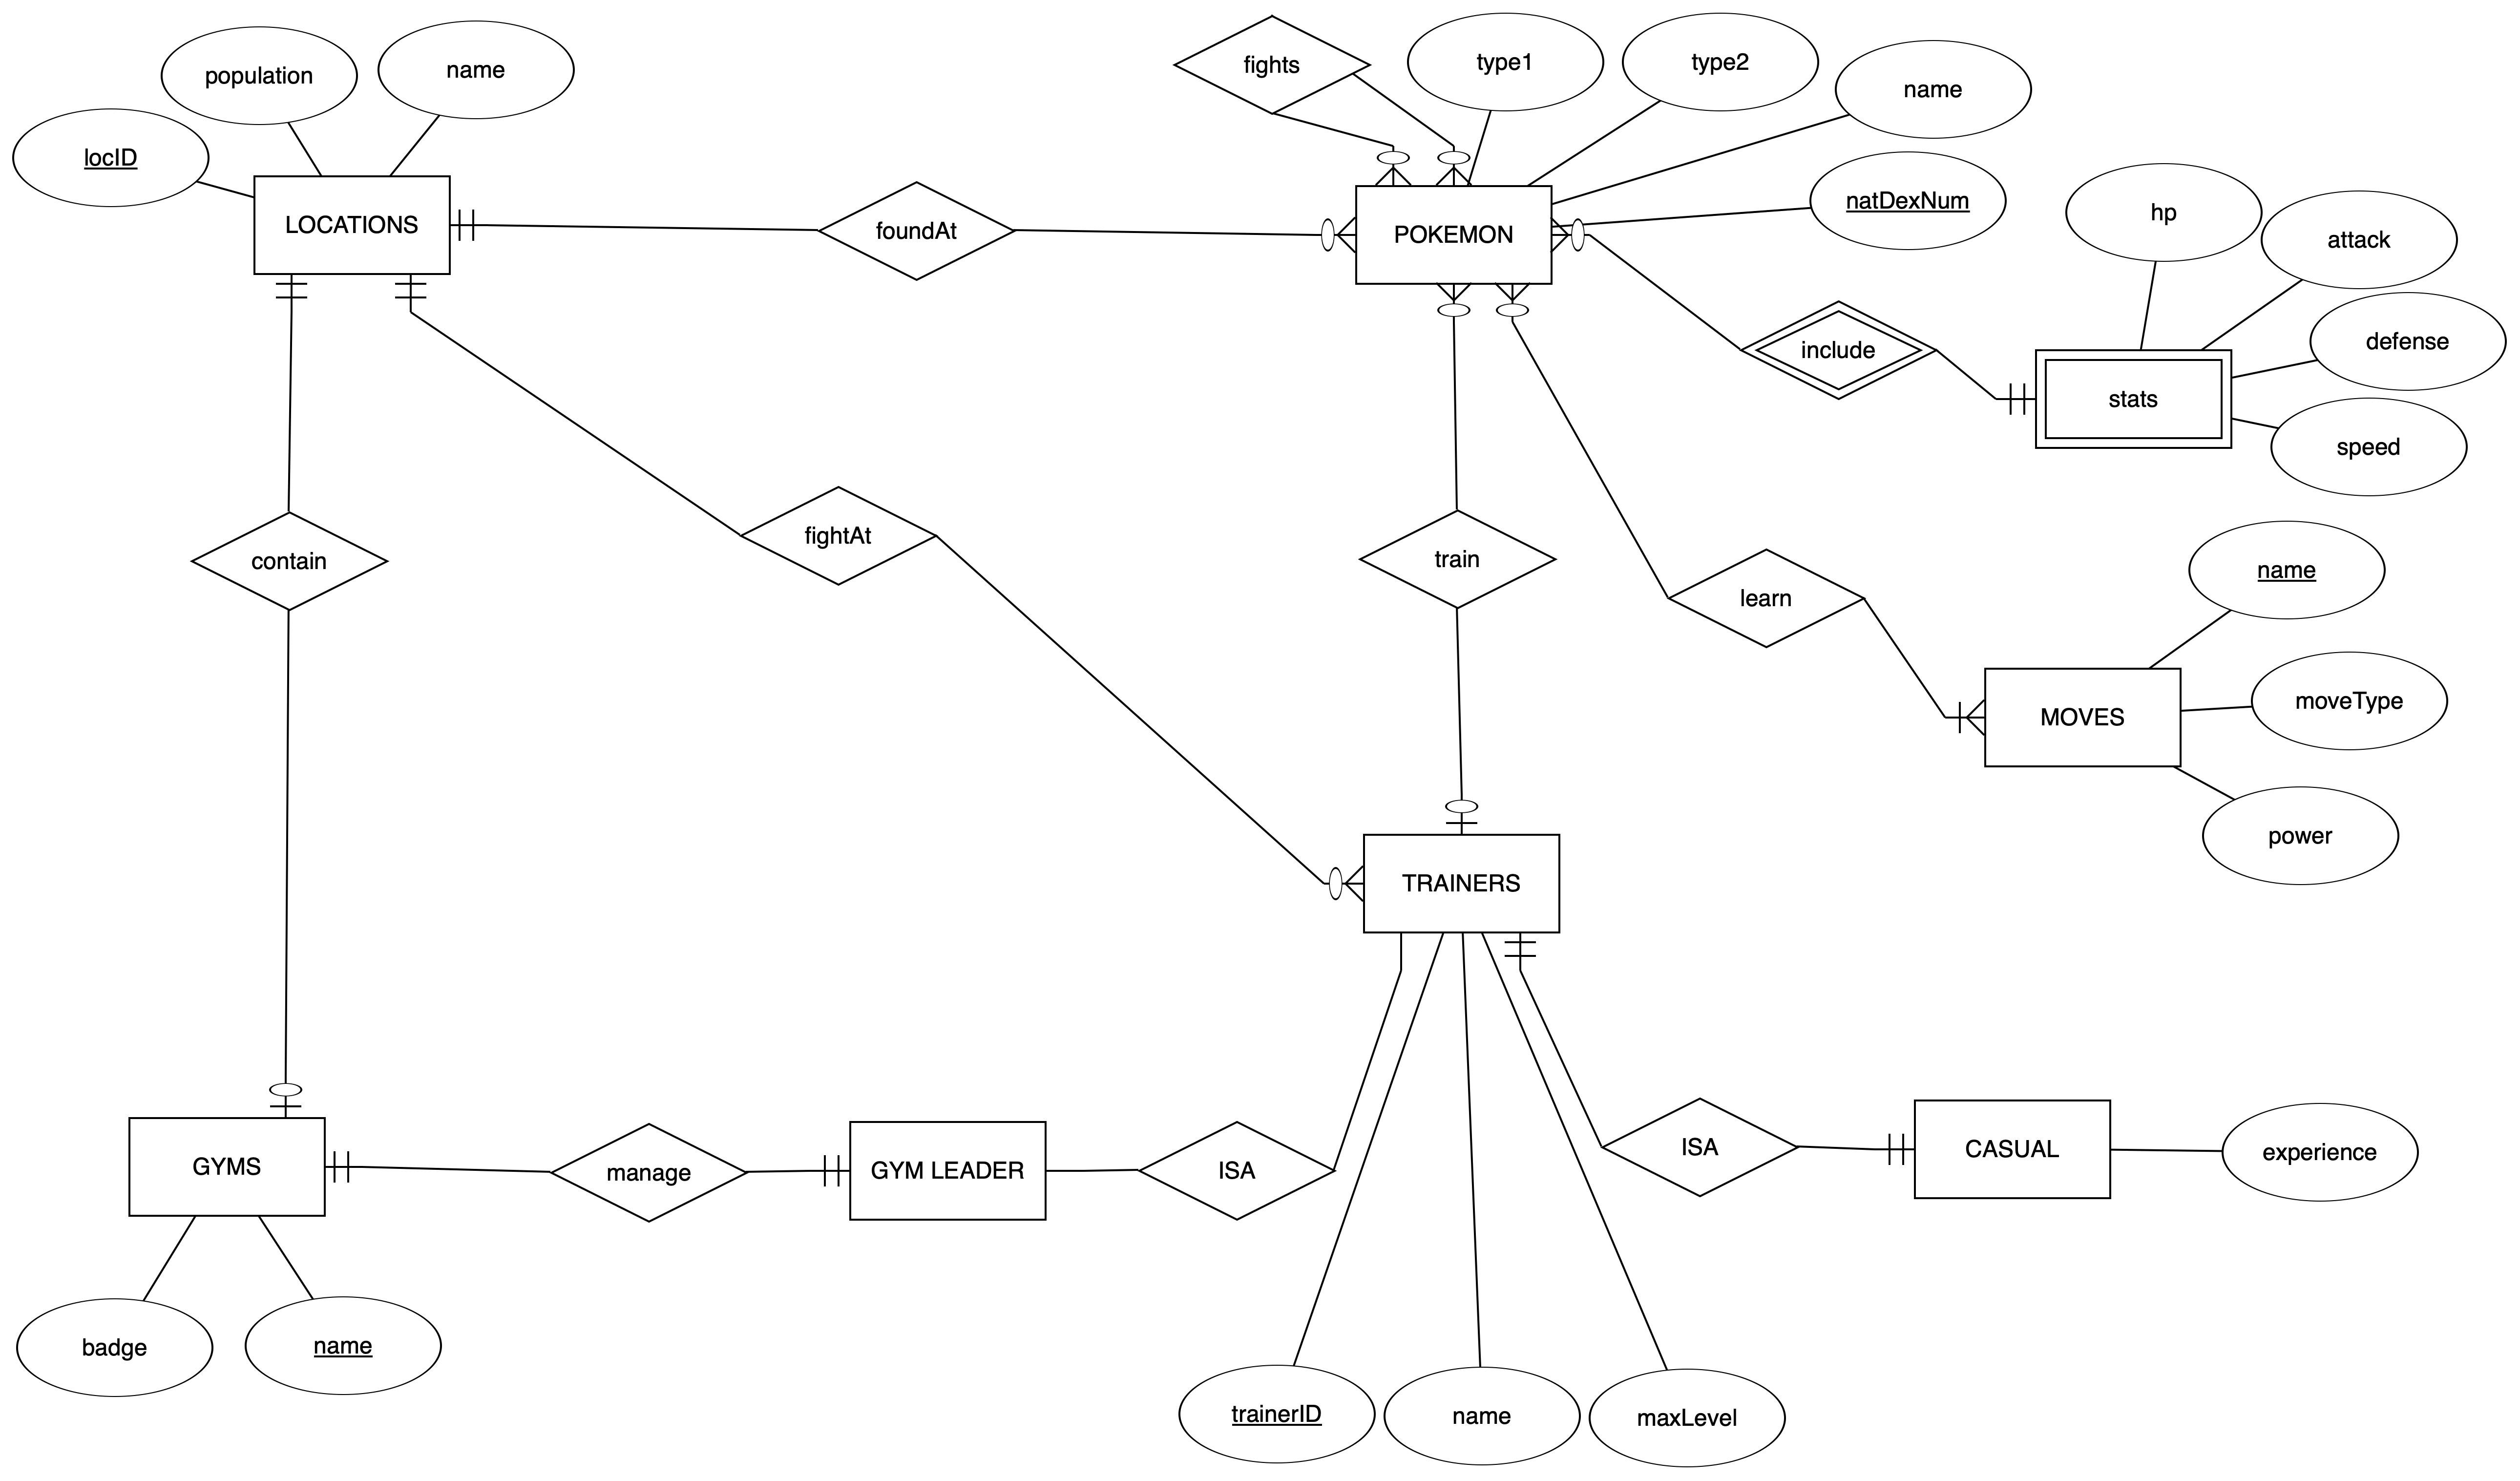 fights
type1
type2
population
name
name
locID
natDexNum
hp
LOCATIONS
foundAt
POKEMON
attack
include
defense
stats
speed
contain
fightAt
train
learn
name
moveType
MOVES
power
TRAINERS
GYMS
manage
GYM LEADER
ISA
ISA
CASUAL
experience
badge
name
trainerID
name
maxLevel